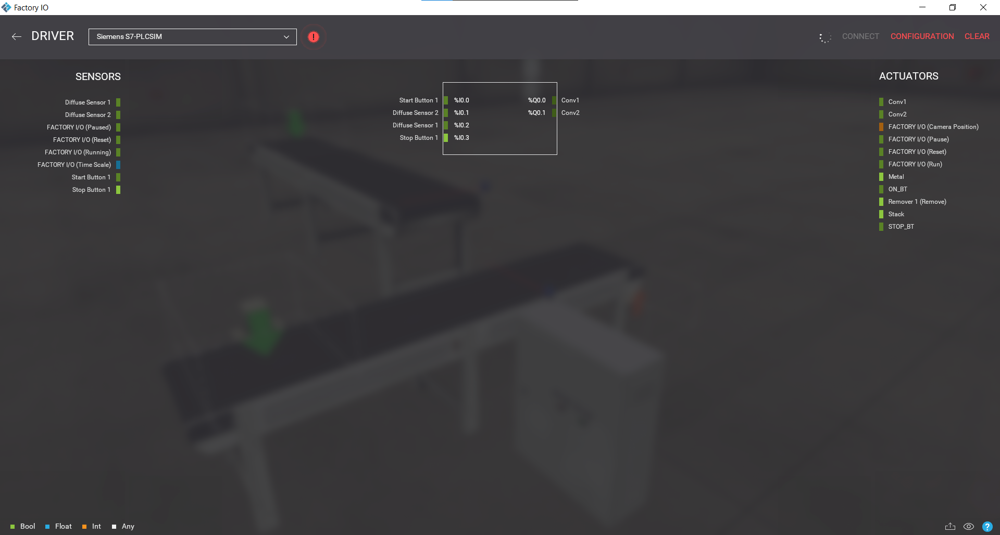 Factory IO
DRIVER
Siemens S7-PLCSIM
!
CONNECT
CONFIGURATION
CLEAR
SENSORS
Diffuse Sensor 1
Diffuse Sensor 2
FACTORY I/O (Paused)
FACTORY I/O (Reset)
FACTORY I/O (Running)
FACTORY I/O (Time Scale)
Start Button 1
Stop Button 1
Start Button 1 %I0.0 %Q0.0 Conv1
Diffuse Sensor 2 %I0.1 %Q0.1 Conv2
Diffuse Sensor 1 %I0.2
Stop Button 1 %I0.3
ACTUATORS
Conv1
Conv2
FACTORY I/O (Camera Position)
FACTORY I/O (Pause)
FACTORY I/O (Reset)
FACTORY I/O (Run)
Metal
ON_BT
Remover 1 (Remove)
Stack
STOP_BT
Bool Float Int Any
?